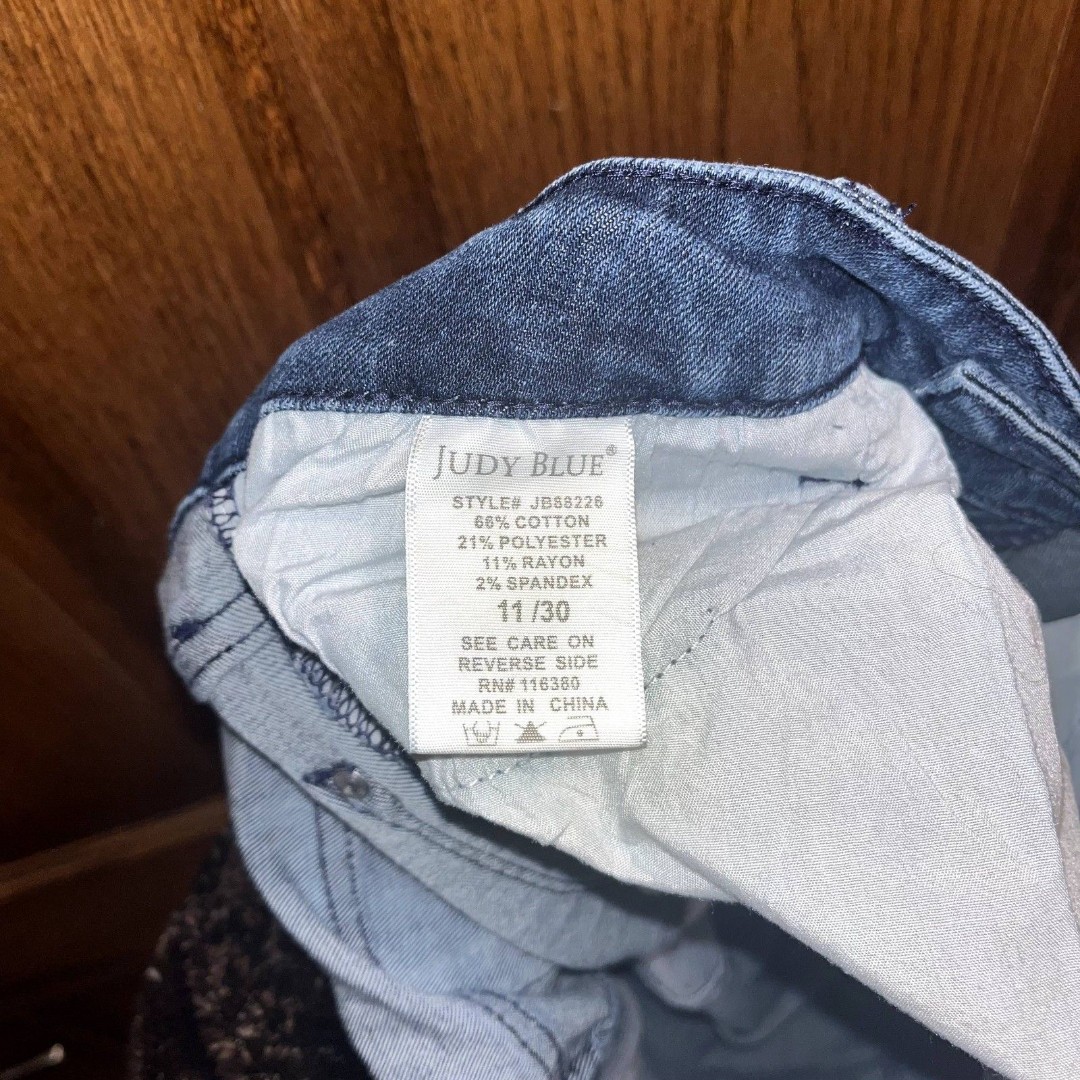 JUDY BLUE®
STYLE# JB88226
66% COTTON
21% POLYESTER
11% RAYON
2% SPANDEX
11/30
SEE CARE ON
REVERSE SIDE
RN# 116380
MADE IN CHINA